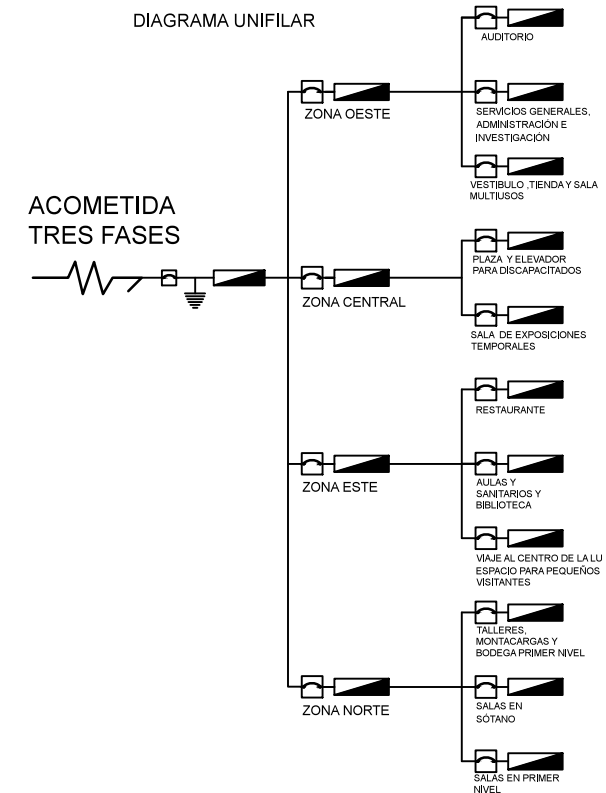 DIAGRAMA UNIFILAR
AUDITORIO
ZONA OESTE
SERVICIOS GENERALES,
ADMINISTRACIÓN E
INVESTIGACIÓN
VESTIBULO ,TIENDA Y SALA
MULTIUSOS
ACOMETIDA
TRES FASES
PLAZA Y ELEVADOR
PARA DISCAPACITADOS
ZONA CENTRAL
SALA DE EXPOSICIONES
TEMPORALES
RESTAURANTE
ZONA ESTE
AULAS Y
SANITARIOS Y
BIBLIOTECA
VIAJE AL CENTRO DE LA LU
ESPACIO PARA PEQUEÑOS
VISITANTES
TALLERES,
MONTACARGAS Y
BODEGA PRIMER NIVEL
ZONA NORTE
SALAS EN
SÓTANO
SALAS EN PRIMER
NIVEL